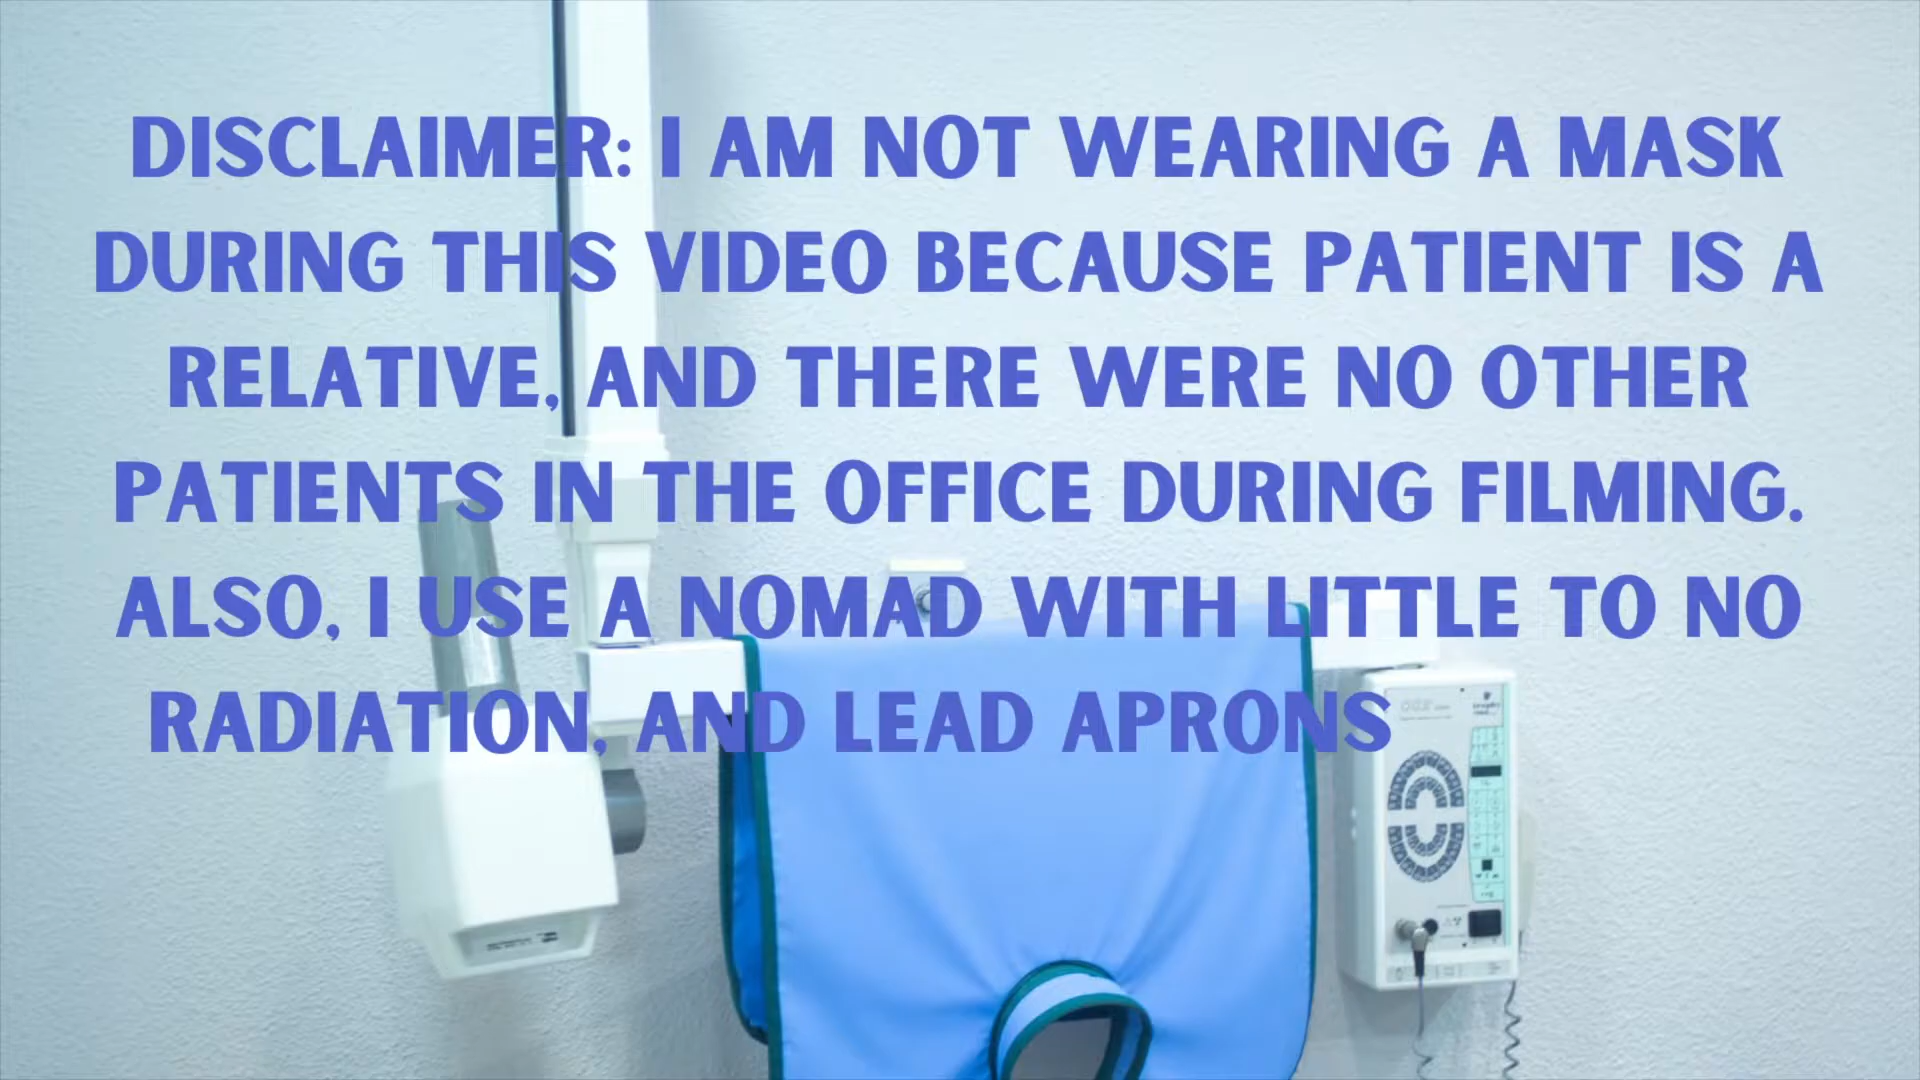 DISCLAIMER: I AM NOT WEARING A MASK
DURING THIS VIDEO BECAUSE PATIENT IS A
RELATIVE, AND THERE WERE NO OTHER
PATIENTS IN THE OFFICE DURING FILMING.
ALSO, I USE A NOMAD WITH LITTLE TO NO
RADIATION, AND LEAD APRONS